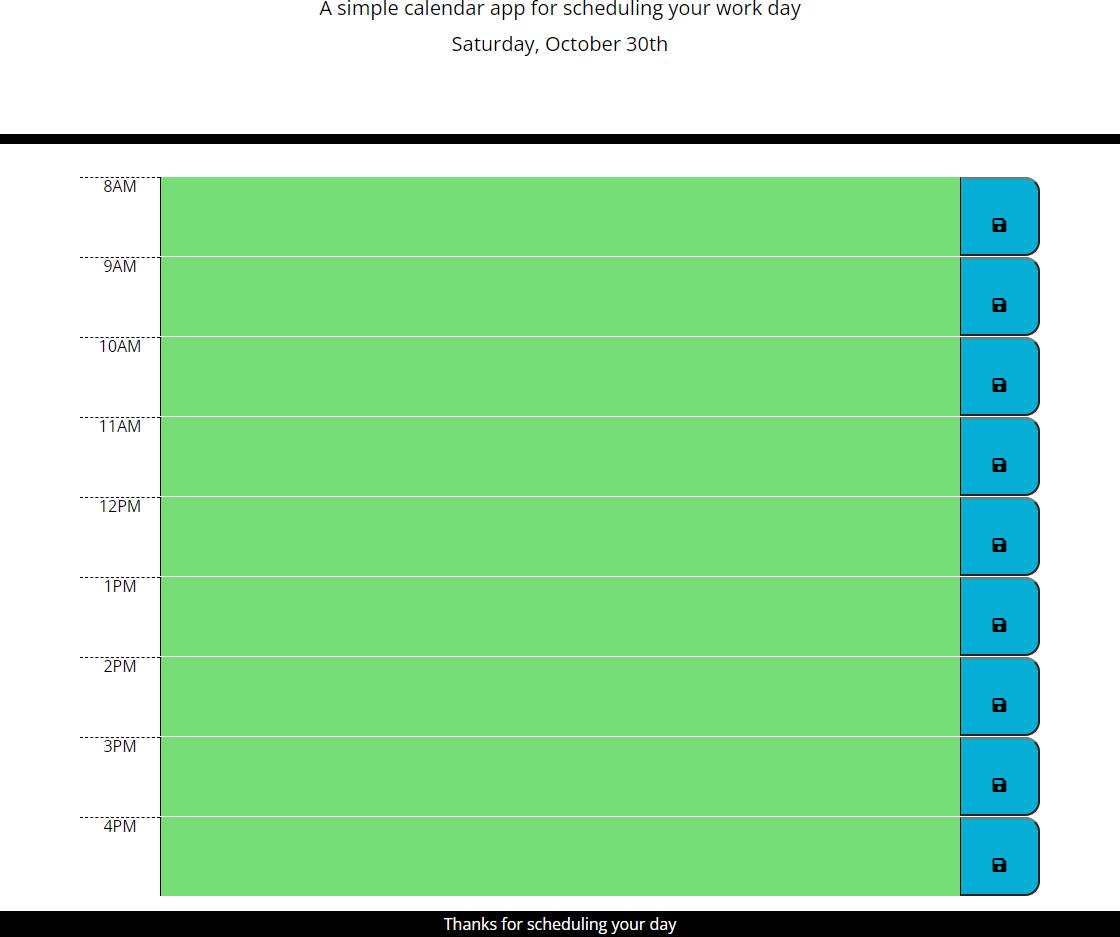 A simple calendar app for scheduling your work day
Saturday, October 30th
8AM
9AM
10AM
11AM
12PM
1PM
2PM
3PM
4PM
Thanks for scheduling your day